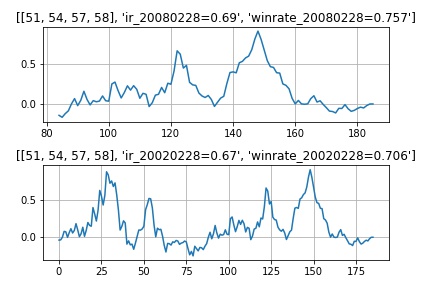 [[51, 54, 57, 58], 'ir_20080228=0.69', 'winrate_20080228=0.757']
0.5
0.0
80 100 120 140 160 180
[[51, 54, 57, 58], 'ir_20020228=0.67', 'winrate_20020228=0.706']
0.5
0.0
0 25 50 75 100 125 150 175